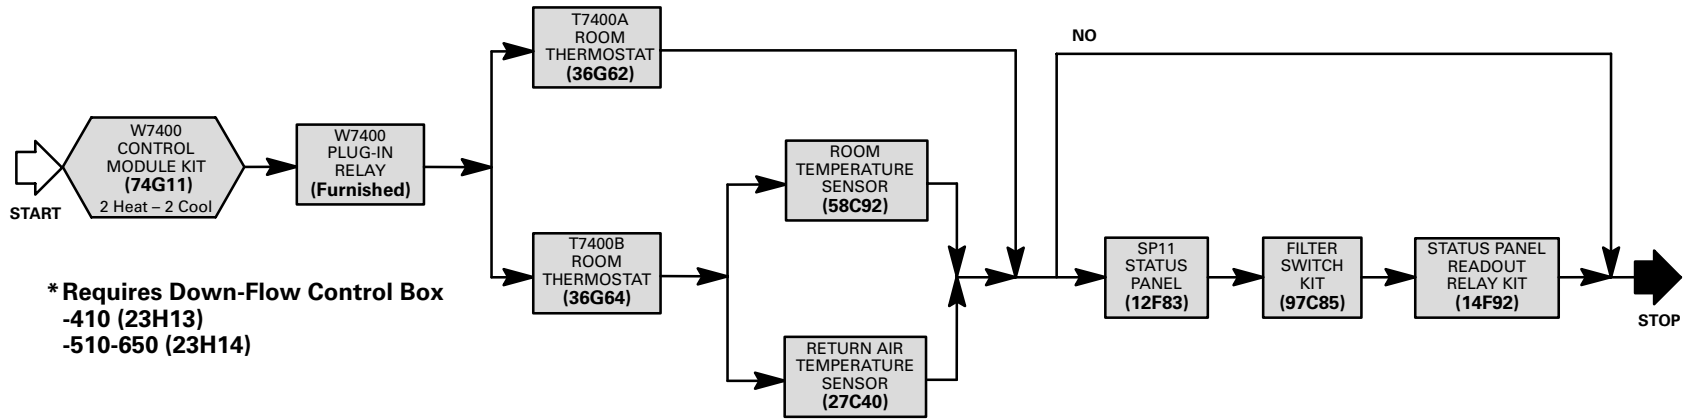 START
W7400
CONTROL
MODULE KIT
(74G11)
2 Heat – 2 Cool
W7400
PLUG-IN
RELAY
(Furnished)
T7400A
ROOM
THERMOSTAT
(36G62)
T7400B
ROOM
THERMOSTAT
(36G64)
ROOM
TEMPERATURE
SENSOR
(58C92)
RETURN AIR
TEMPERATURE
SENSOR
(27C40)
NO
SP11
STATUS
PANEL
(12F83)
FILTER
SWITCH
KIT
(97C85)
STATUS PANEL
READOUT
RELAY KIT
(14F92)
STOP
*Requires Down-Flow Control Box
-410 (23H13)
-510-650 (23H14)